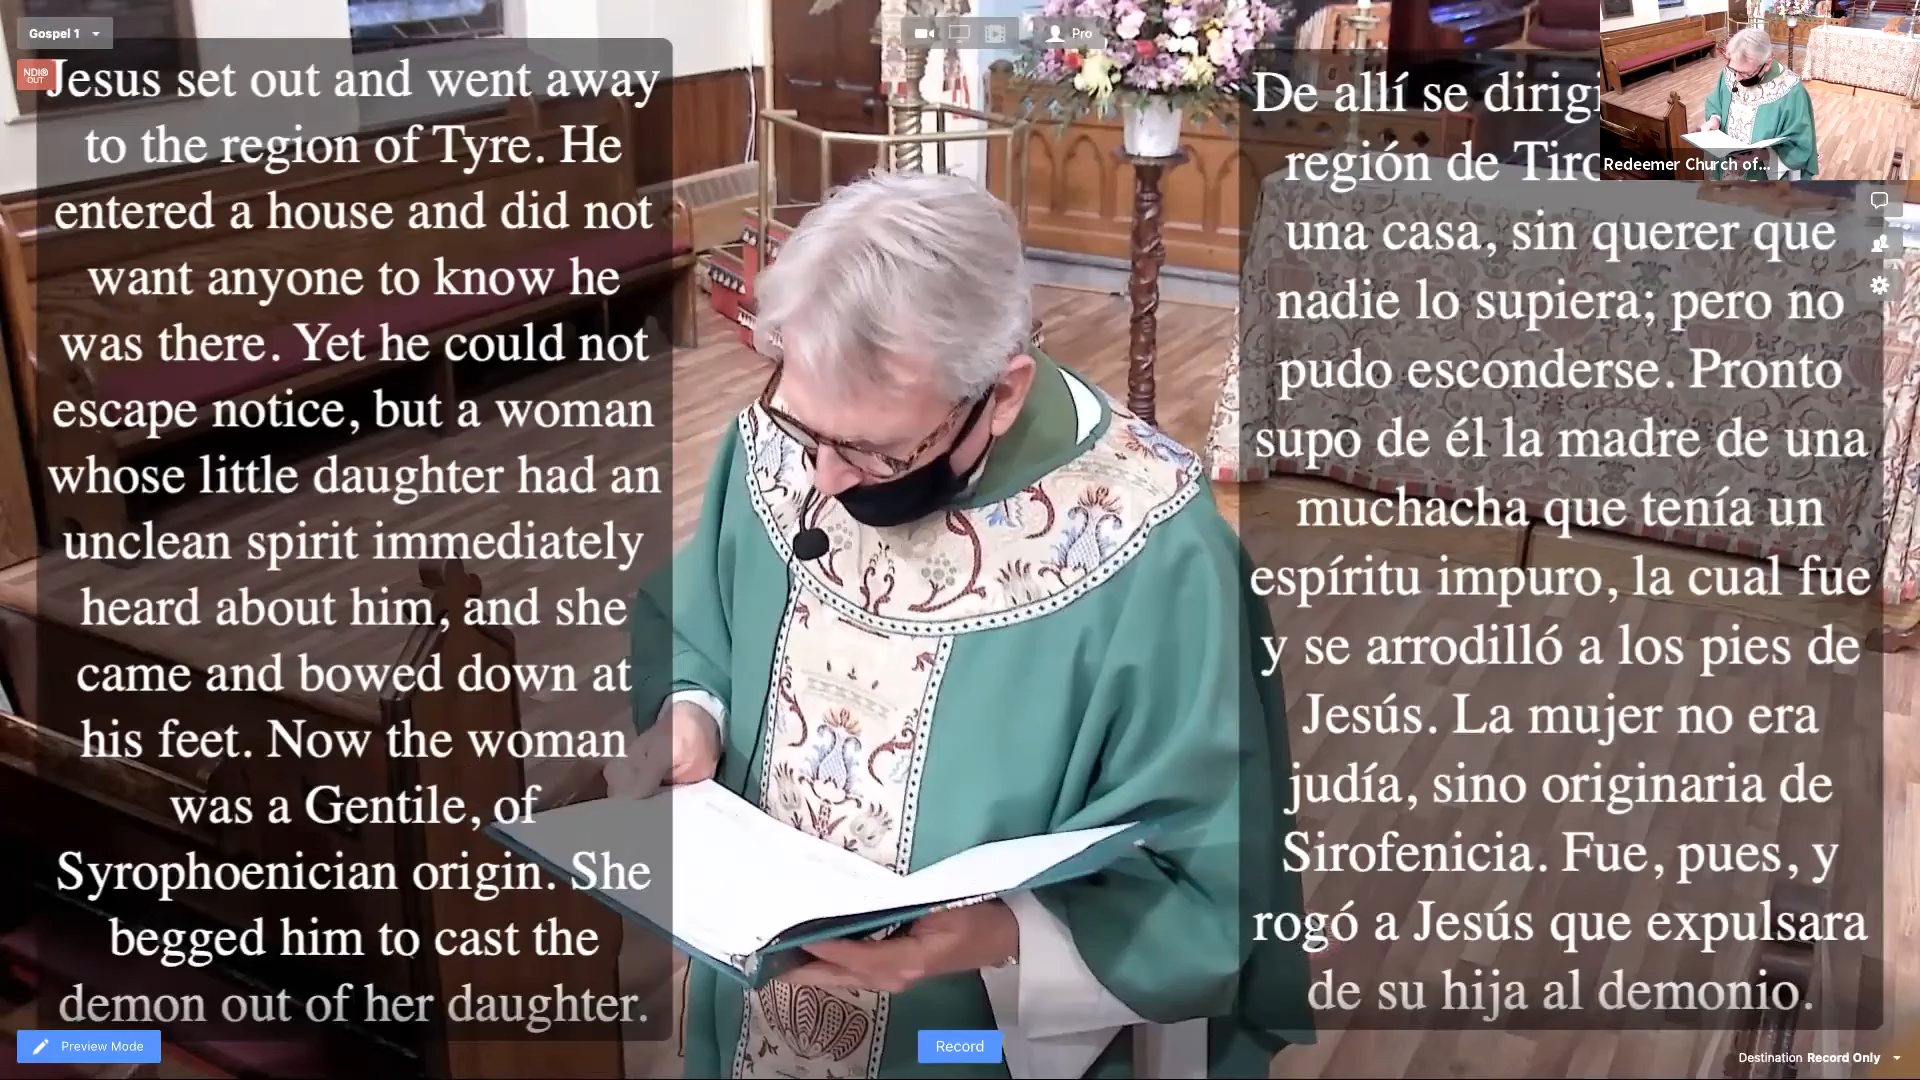 Gospel 1
Pro
NDI®
OUT
Jesus set out and went away
to the region of Tyre. He
entered a house and did not
want anyone to know he
was there. Yet he could not
escape notice, but a woman
whose little daughter had an
unclean spirit immediately
heard about him, and she
came and bowed down at
his feet. Now the woman
was a Gentile, of
Syrophoenician origin. She
begged him to cast the
demon out of her daughter.
De allí se
región de
una casa, sin querer que
nadie lo supiera; pero no
pudo esconderse. Pronto
supo de él la madre de una
muchacha que tenía un
espíritu impuro, la cual fue
y se arrodilló a los pies de
Jesús. La mujer no era
judía, sino originaria de
Sirofenicia. Fue, pues, y
rogó a Jesús que expulsara
de su hija al demonio.
Redeemer Church of...
Preview Mode
Record
Destination Record Only